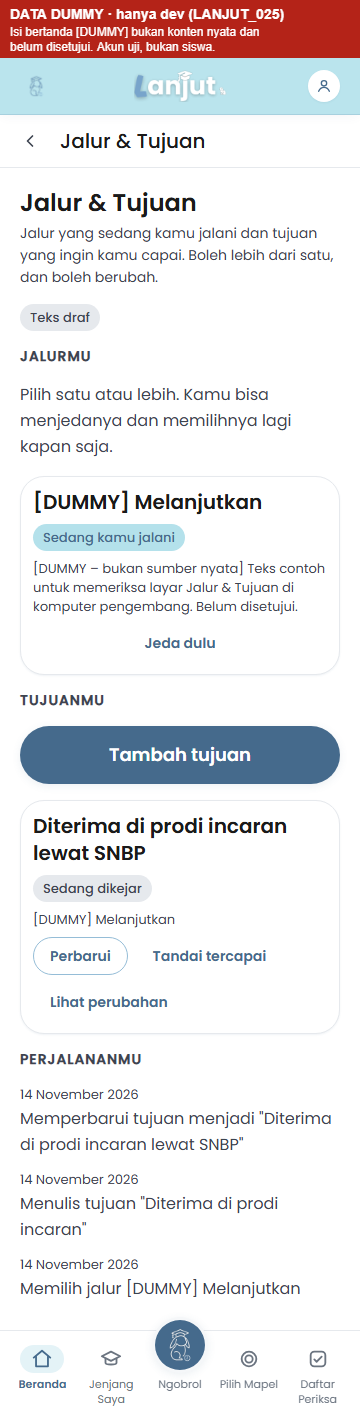 DATA DUMMY · hanya dev (LANJUT_025)
Isi bertanda [DUMMY] bukan konten nyata dan
belum disetujui. Akun uji, bukan siswa.
Lanjut
Jalur & Tujuan
Jalur & Tujuan
Jalur yang sedang kamu jalani dan tujuan
yang ingin kamu capai. Boleh lebih dari satu,
dan boleh berubah.
Teks draf
JALURMU
Pilih satu atau lebih. Kamu bisa
menjedanya dan memilihnya lagi
kapan saja.
[DUMMY] Melanjutkan
Sedang kamu jalani
[DUMMY – bukan sumber nyata] Teks contoh
untuk memeriksa layar Jalur & Tujuan di
komputer pengembang. Belum disetujui.
Jeda dulu
TUJUANMU
Tambah tujuan
Diterima di prodi incaran
lewat SNBP
Sedang dikejar
[DUMMY] Melanjutkan
Perbarui
Tandai tercapai
Lihat perubahan
PERJALANANMU
14 November 2026
Memperbarui tujuan menjadi "Diterima
di prodi incaran lewat SNBP"
14 November 2026
Menulis tujuan "Diterima di prodi
incaran"
14 November 2026
Memilih jalur [DUMMY] Melanjutkan
Beranda
Jenjang
Saya
Ngobrol
Pilih Mapel
Daftar
Periksa